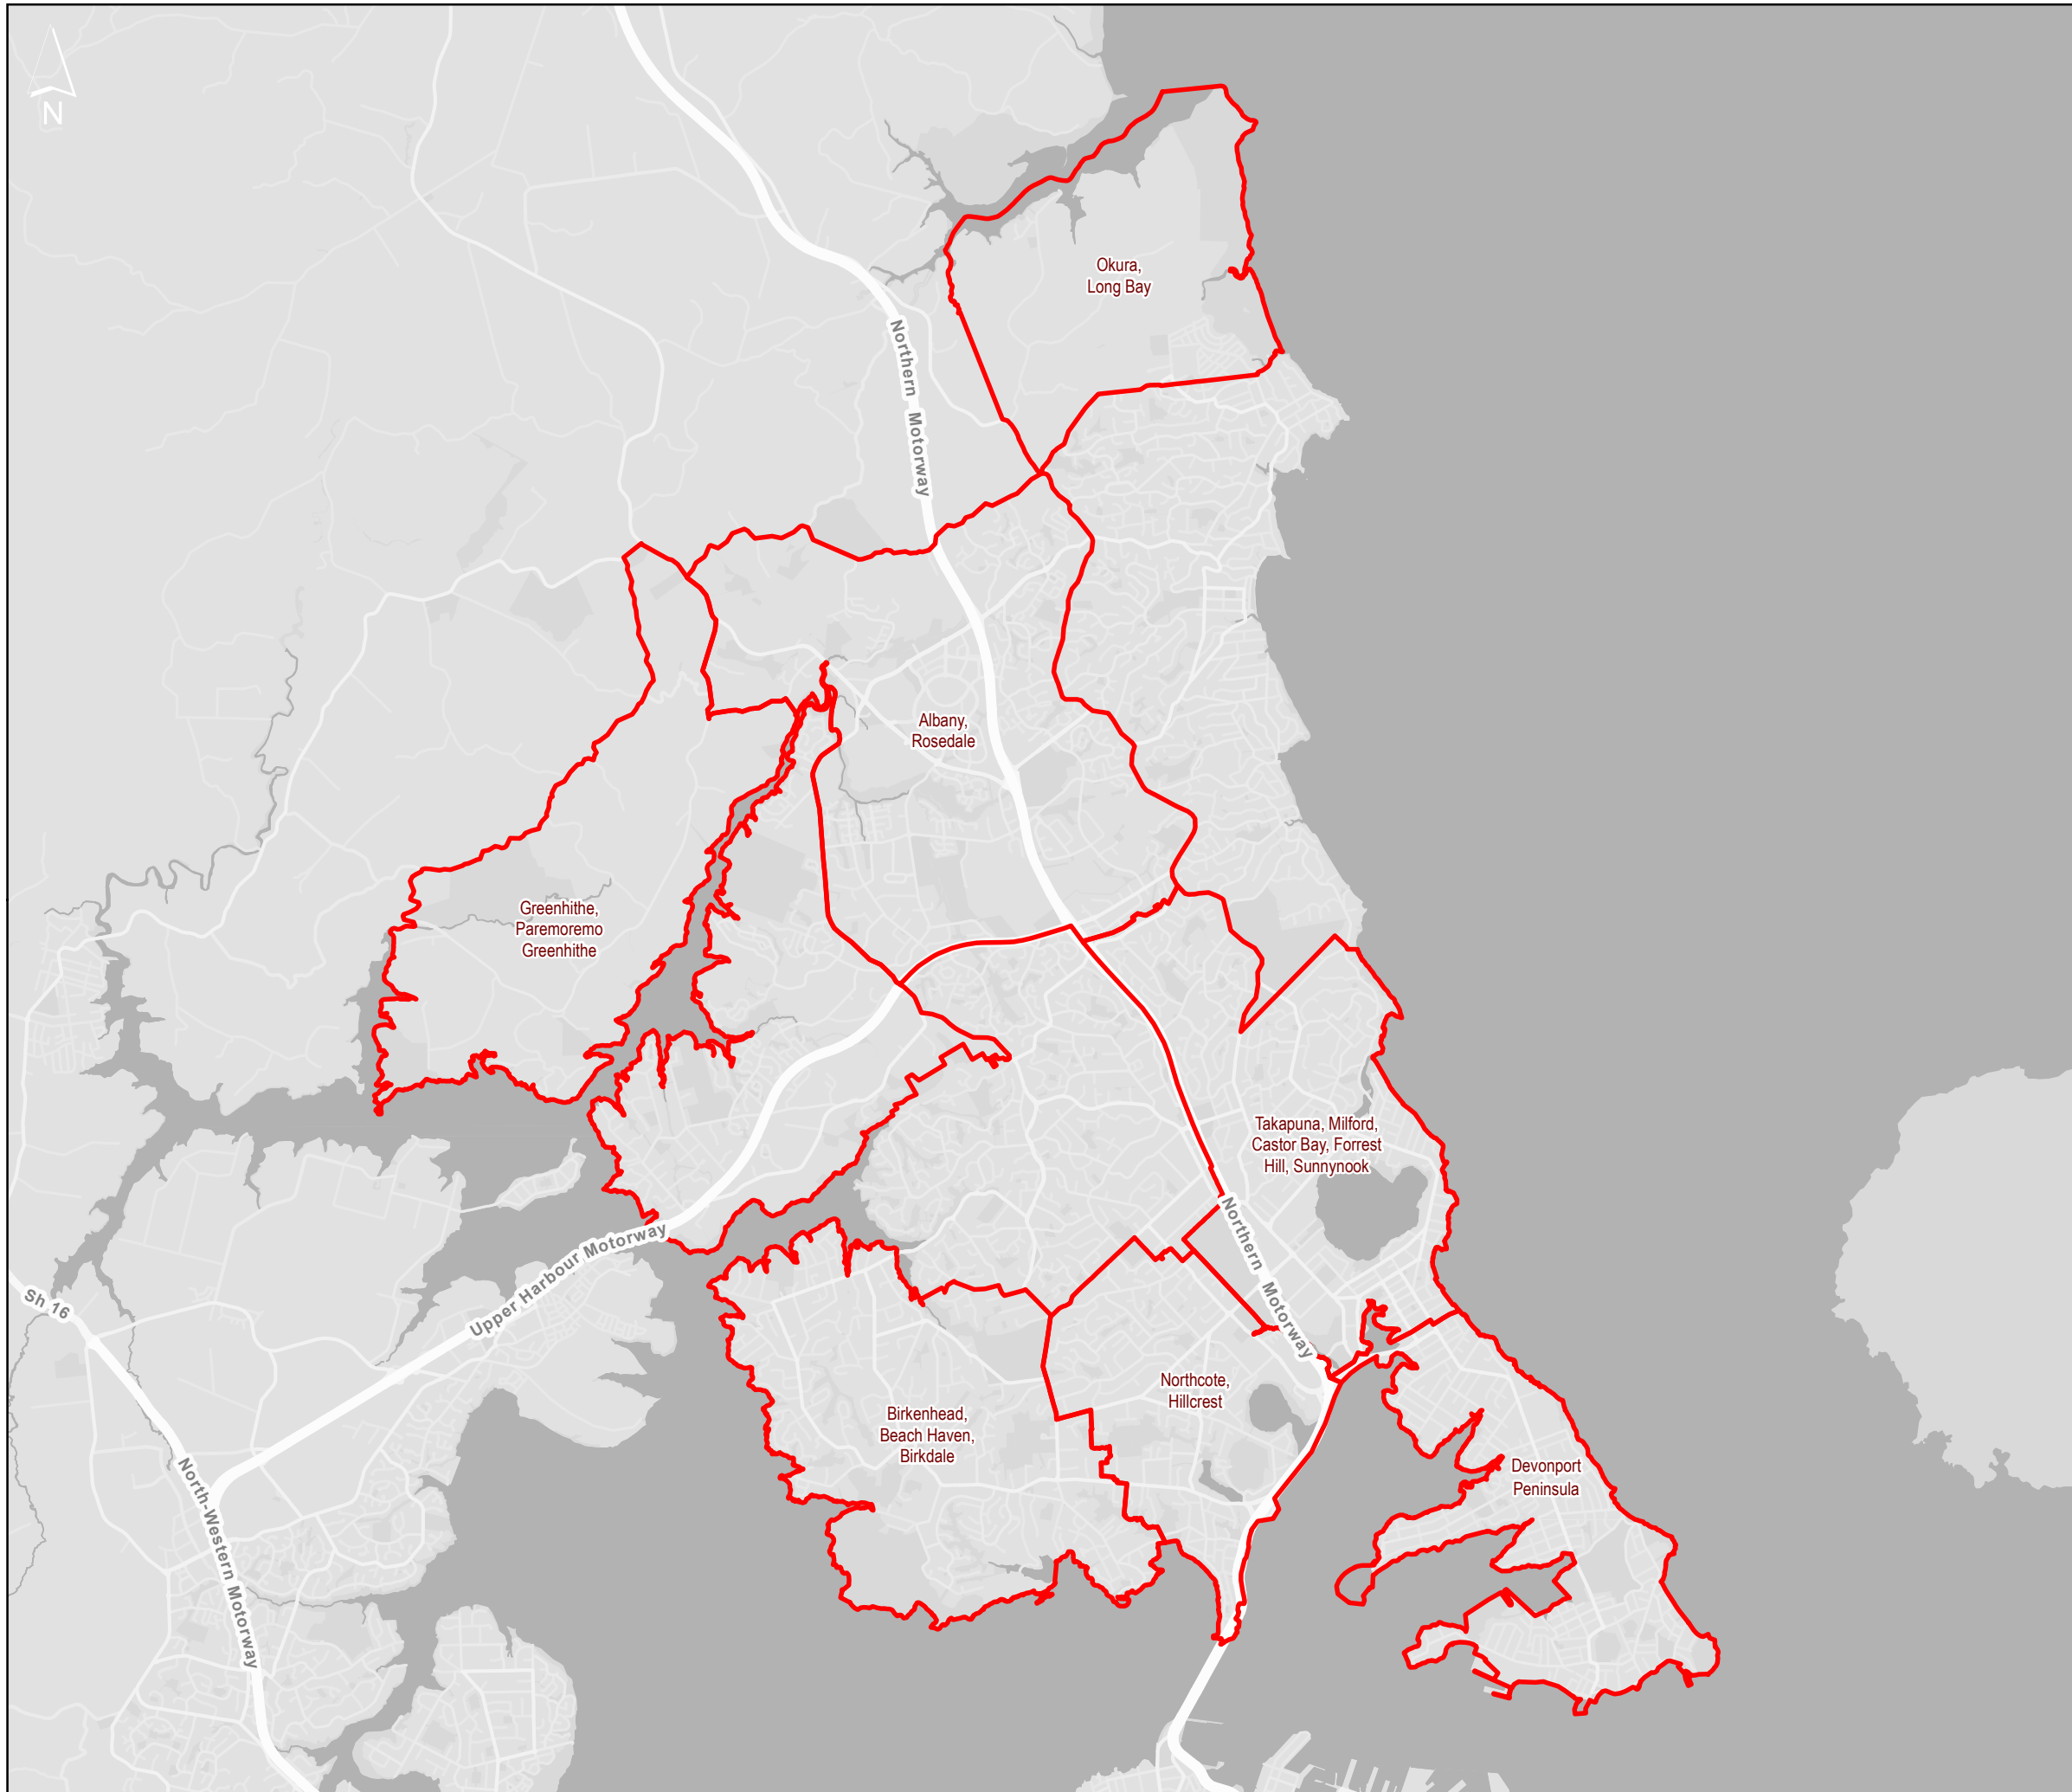 N
Okura,
Long Bay
Northern Motorway
Albany,
Rosedale
Greenhithe,
Paremoremo
Greenhithe
Takapuna, Milford,
Castor Bay, Forrest
Hill, Sunnynook
Northern Motorway
Upper Harbour Motorway
Sh 16
Northcote,
Hillcrest
Birkenhead,
Beach Haven,
Birkdale
Devonport
Peninsula
North-Western Motorway